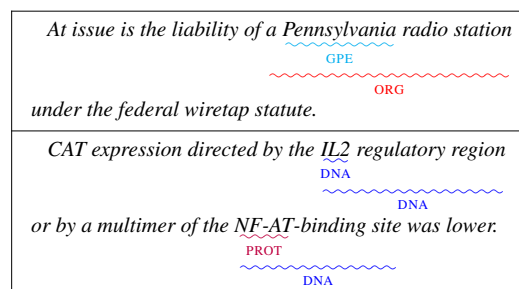 At issue is the liability of a Pennsylvania radio station
GPE
ORG
under the federal wiretap statute.
CAT expression directed by the IL2 regulatory region
DNA
DNA
or by a multimer of the NF-AT-binding site was lower.
PROT
DNA